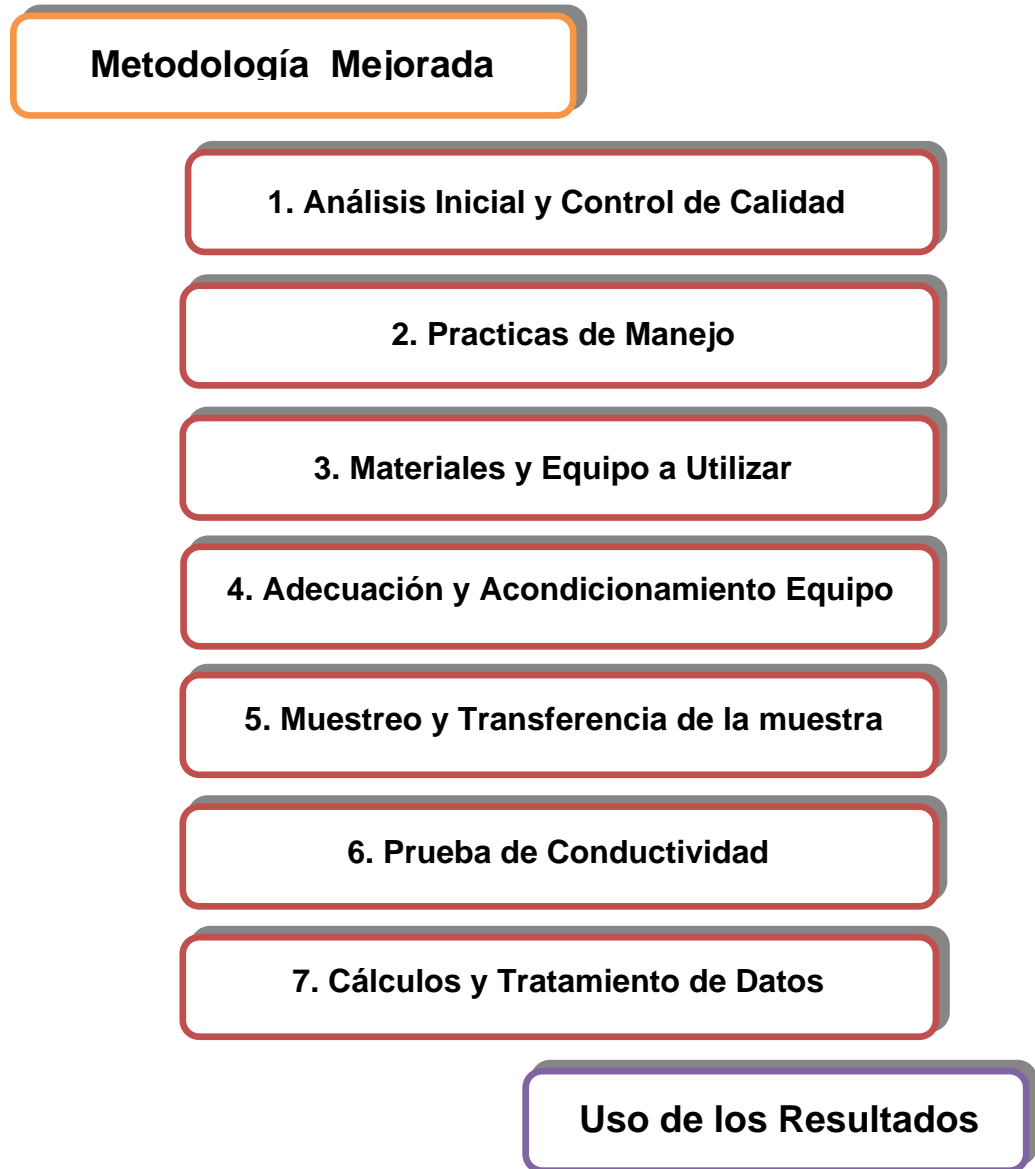 Metodología Mejorada
1. Análisis Inicial y Control de Calidad
2. Practicas de Manejo
3. Materiales y Equipo a Utilizar
4. Adecuación y Acondicionamiento Equipo
5. Muestreo y Transferencia de la muestra
6. Prueba de Conductividad
7. Cálculos y Tratamiento de Datos
Uso de los Resultados